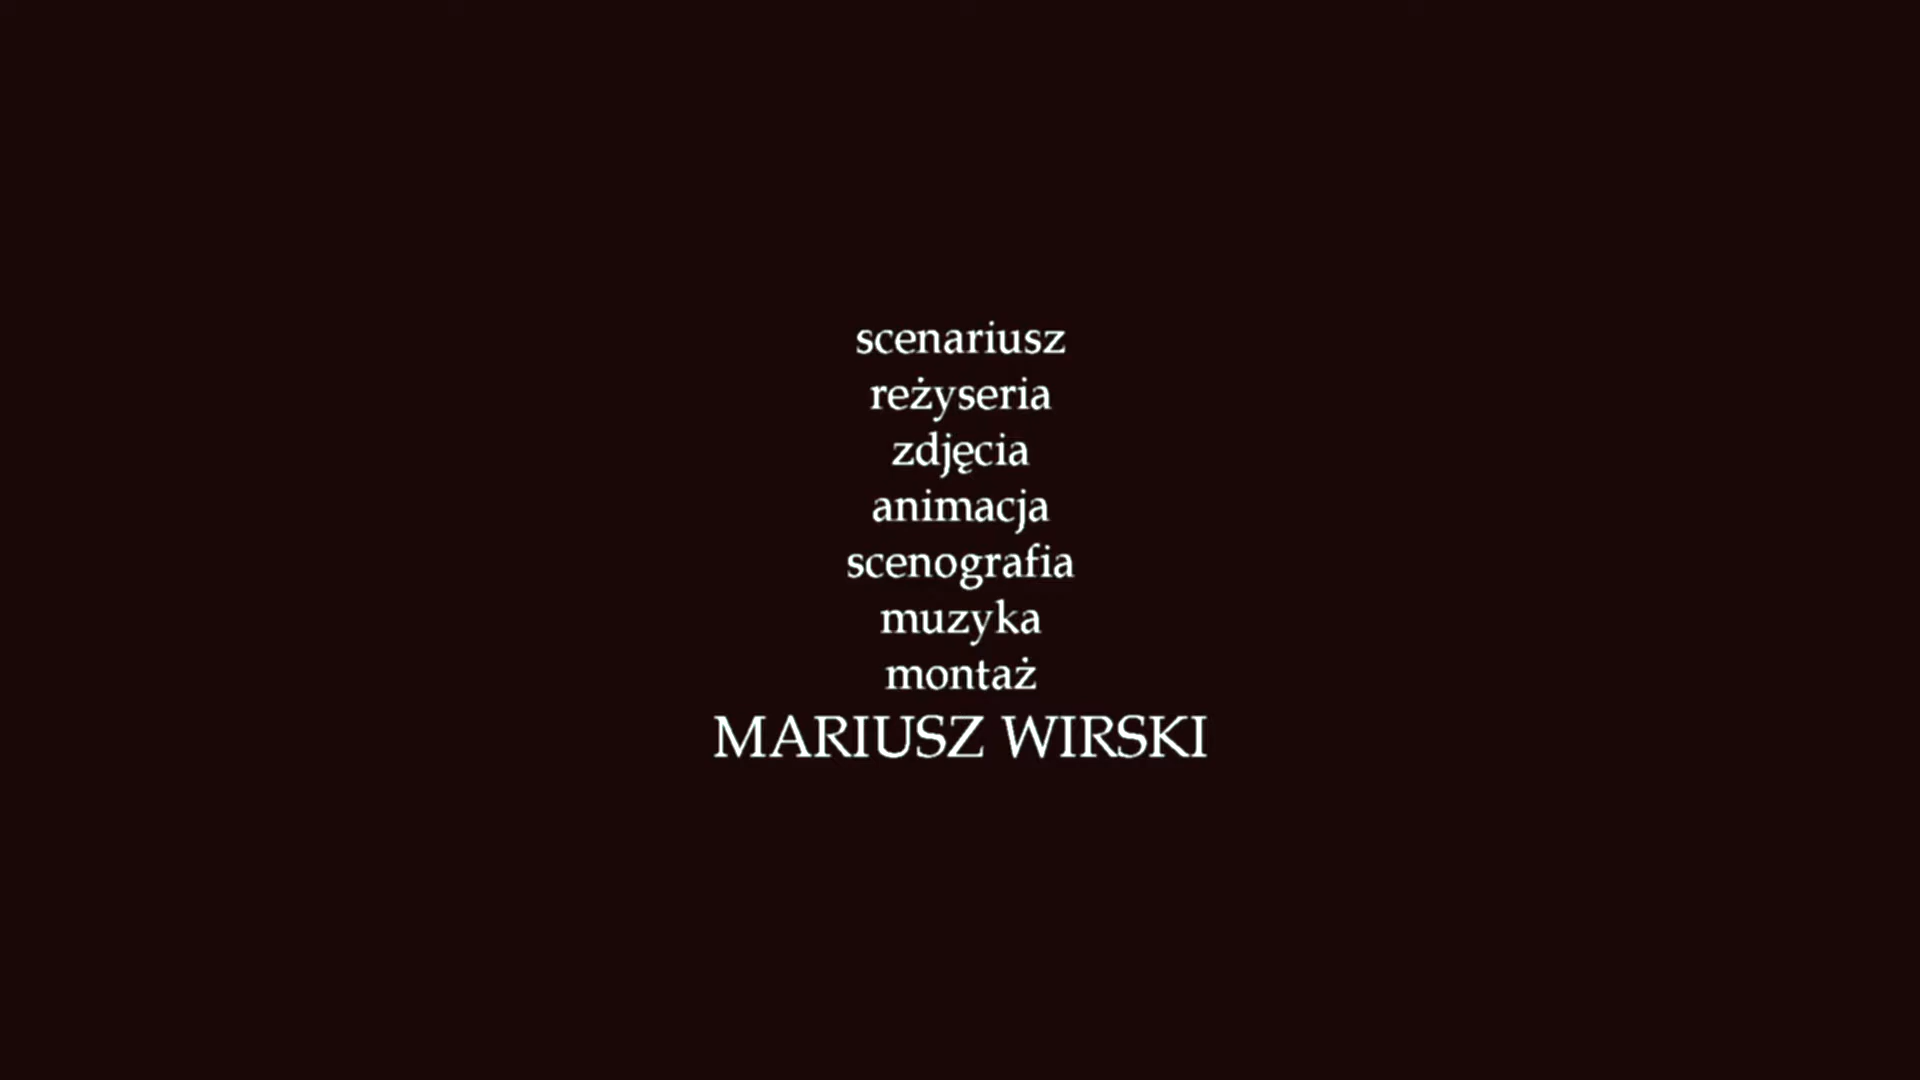 scenariusz
reżyseria
zdjęcia
animacja
scenografia
muzyka
montaż
MARIUSZ WIRSKI